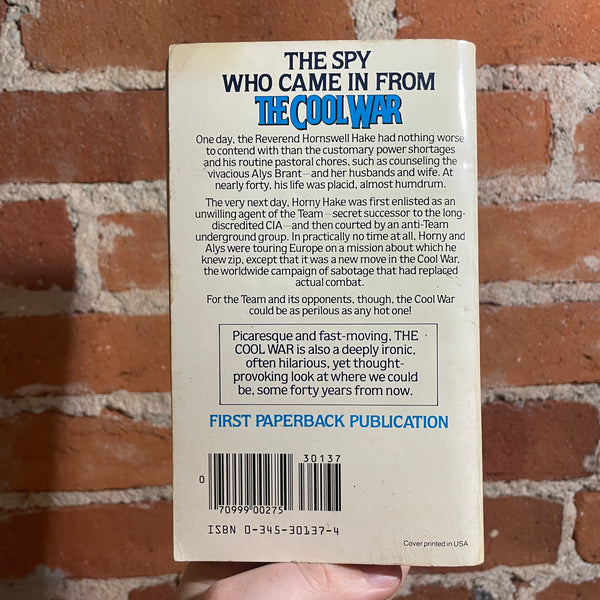 THE SPY
WHO CAME IN FROM
THE COOL WAR
One day, the Reverend Hornswell Hake had nothing worse
to contend with than the customary power shortages
and his routine pastoral chores, such as counseling the
vivacious Alys Brant—and her husbands and wife. At
nearly forty, his life was placid, almost humdrum.
The very next day, Horny Hake was first enlisted as an
unwilling agent of the Team—secret successor to the long-
discredited CIA—and then courted by an anti-Team
underground group. In practically no time at all, Horny and
Alys were touring Europe on a mission about which he
knew zip, except that it was a new move in the Cool War,
the worldwide campaign of sabotage that had replaced
actual combat.
For the Team and its opponents, though, the Cool War
could be as perilous as any hot one!
Picaresque and fast-moving, THE
COOL WAR is also a deeply ironic,
often hilarious, yet thought-
provoking look at where we could
be, some forty years from now.
FIRST PAPERBACK PUBLICATION
30137
0
70999 00275
ISBN 0-345-30137-4
Cover printed in USA